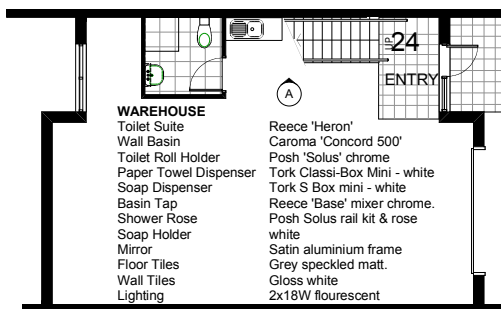 UP
24
ENTRY
A
WAREHOUSE
Toilet Suite Reece 'Heron'
Wall Basin Caroma 'Concord 500'
Toilet Roll Holder Posh 'Solus' chrome
Paper Towel Dispenser Tork Classi-Box Mini - white
Soap Dispenser Tork S Box mini - white
Basin Tap Reece 'Base' mixer chrome.
Shower Rose Posh Solus rail kit & rose
Soap Holder white
Mirror Satin aluminium frame
Floor Tiles Grey speckled matt.
Wall Tiles Gloss white
Lighting 2x18W flourescent